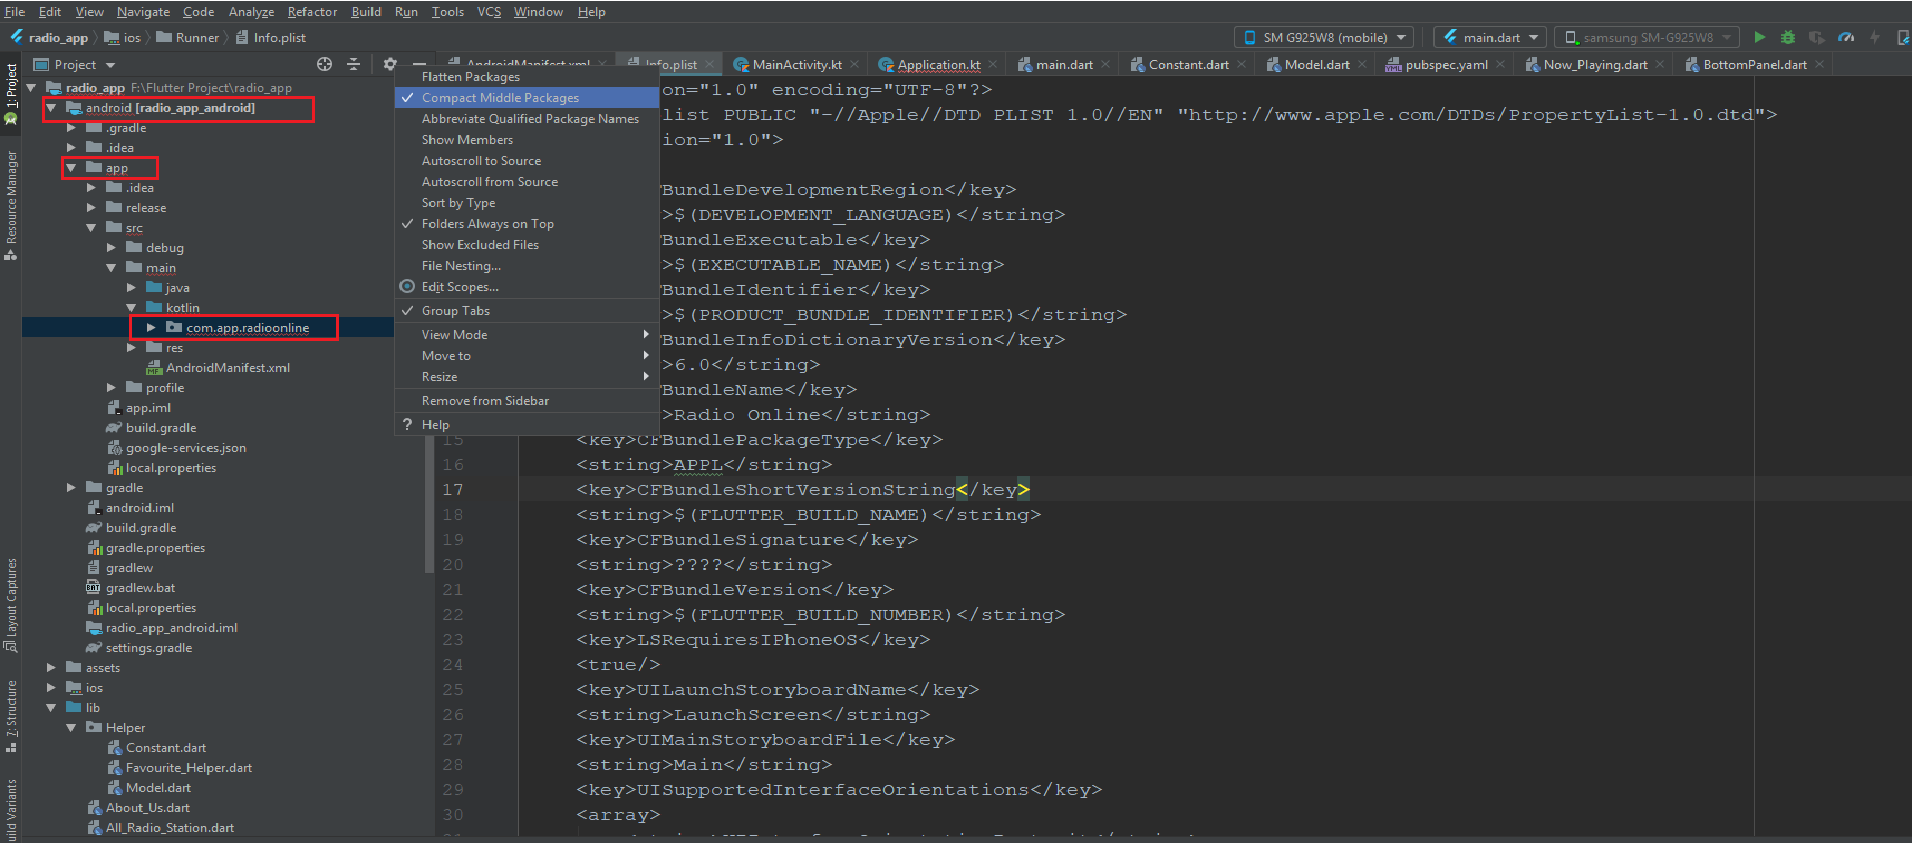 File Edit View Navigate Code Analyze Refactor Build Run Tools VCS Window Help
radio_app ios Runner Info.plist SM G925W8 (mobile) main.dart samsung SM-G925W8
Project AndroidManifest.xml Info.plist MainActivity.kt Application.kt main.dart Constant.dart Model.dart pubspec.yaml Now_Playing.dart BottomPanel.dart
1: Project
Resource Manager
Layout Captures
Z: Structure
uild Variants
radio_app F:\Flutter Project\radio_app
android [radio_app_android]
.gradle
.idea
app
.idea
release
src
debug
main
java
kotlin
com.app.radioonline
res
AndroidManifest.xml
profile
app.iml
build.gradle
google-services.json
local.properties
gradle
android.iml
build.gradle
gradle.properties
gradlew
gradlew.bat
local.properties
radio_app_android.iml
settings.gradle
assets
ios
lib
Helper
Constant.dart
Favourite_Helper.dart
Model.dart
About_Us.dart
All_Radio_Station.dart
Flatten Packages
Compact Middle Packages
Abbreviate Qualified Package Names
Show Members
Autoscroll to Source
Autoscroll from Source
Sort by Type
Folders Always on Top
Show Excluded Files
File Nesting...
Edit Scopes...
Group Tabs
View Mode
Move to
Resize
Remove from Sidebar
? Help
on="1.0" encoding="UTF-8"?>
list PUBLIC "-//Apple//DTD PLIST 1.0//EN" "http://www.apple.com/DTDs/PropertyList-1.0.dtd">
ion="1.0">
BundleDevelopmentRegion</key>
>$(DEVELOPMENT_LANGUAGE)</string>
BundleExecutable</key>
>$(EXECUTABLE_NAME)</string>
BundleIdentifier</key>
>$(PRODUCT_BUNDLE_IDENTIFIER)</string>
BundleInfoDictionaryVersion</key>
>6.0</string>
BundleName</key>
>Radio Online</string>
15 <key>CFBundlePackageType</key>
16 <string>APPL</string>
17 <key>CFBundleShortVersionString</key>
18 <string>$(FLUTTER_BUILD_NAME)</string>
19 <key>CFBundleSignature</key>
20 <string>????</string>
21 <key>CFBundleVersion</key>
22 <string>$(FLUTTER_BUILD_NUMBER)</string>
23 <key>LSRequiresIPhoneOS</key>
24 <true/>
25 <key>UILaunchStoryboardName</key>
26 <string>LaunchScreen</string>
27 <key>UIMainStoryboardFile</key>
28 <string>Main</string>
29 <key>UISupportedInterfaceOrientations</key>
30 <array>